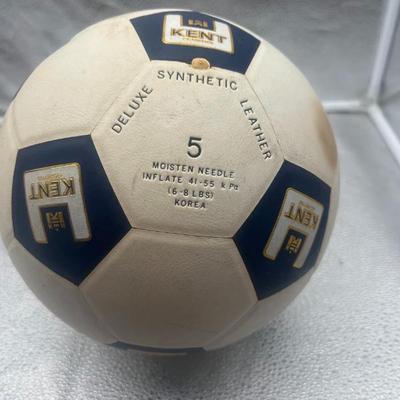 KENT
DELUXE SYNTHETIC LEATHER
5
MOISTEN NEEDLE
INFLATE 41-55 kPa
(6-8 LBS)
KOREA
KENT
KENT